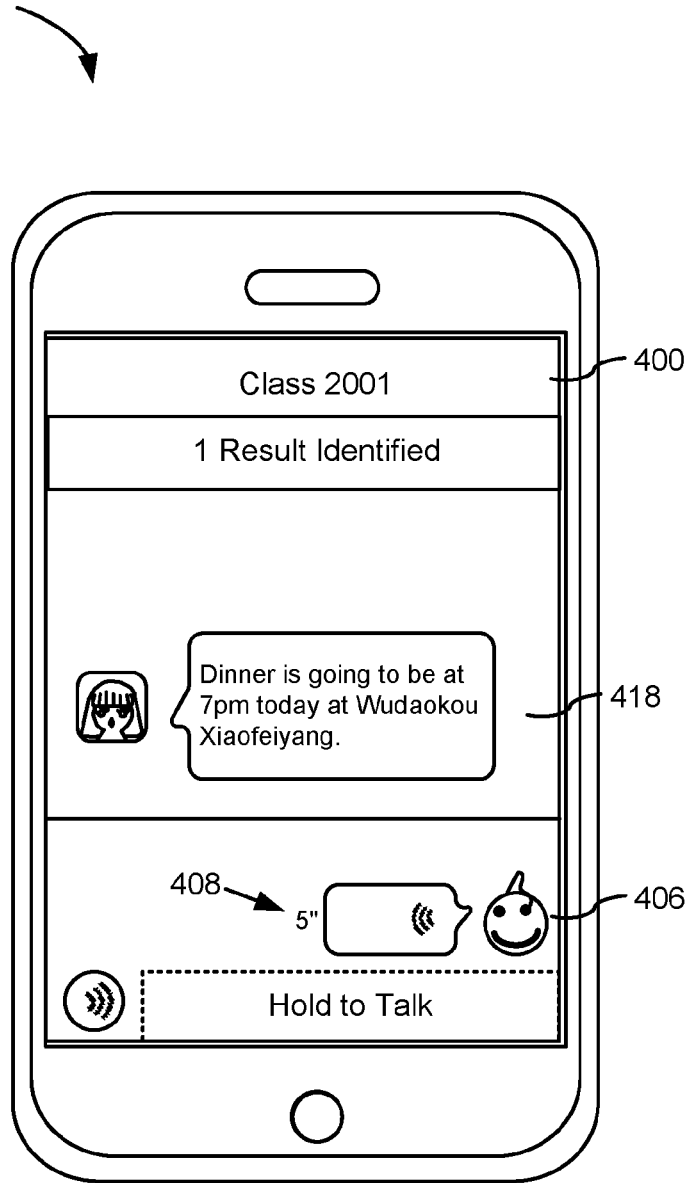 Class 2001
400
1 Result Identified
Dinner is going to be at
7pm today at Wudaokou
Xiaofeiyang.
418
408
5"
406
Hold to Talk